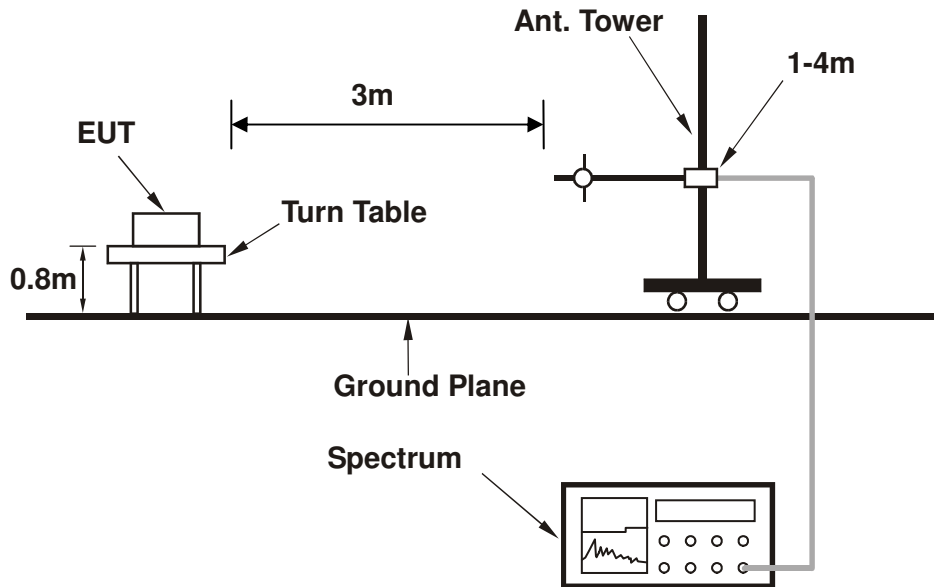 Ant. Tower
1-4m
3m
EUT
Turn Table
0.8m
Ground Plane
Spectrum